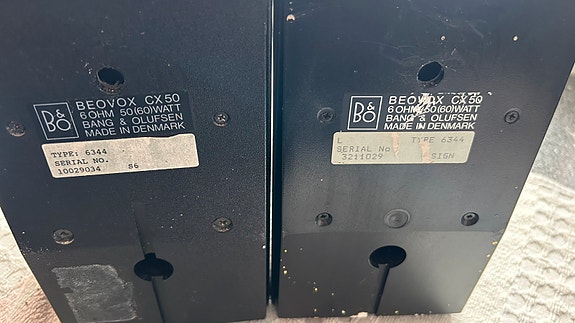 B&O
BEOVOX CX50
6 OHM 50(60)WATT
BANG & OLUFSEN
MADE IN DENMARK
TYPE: 6344
SERIAL NO.
10029034 S6
B&O
BEOVOX CX50
6 OHM 50(60)WATT
BANG & OLUFSEN
MADE IN DENMARK
L TYPE 6344
SERIAL No
3211029 SIGN